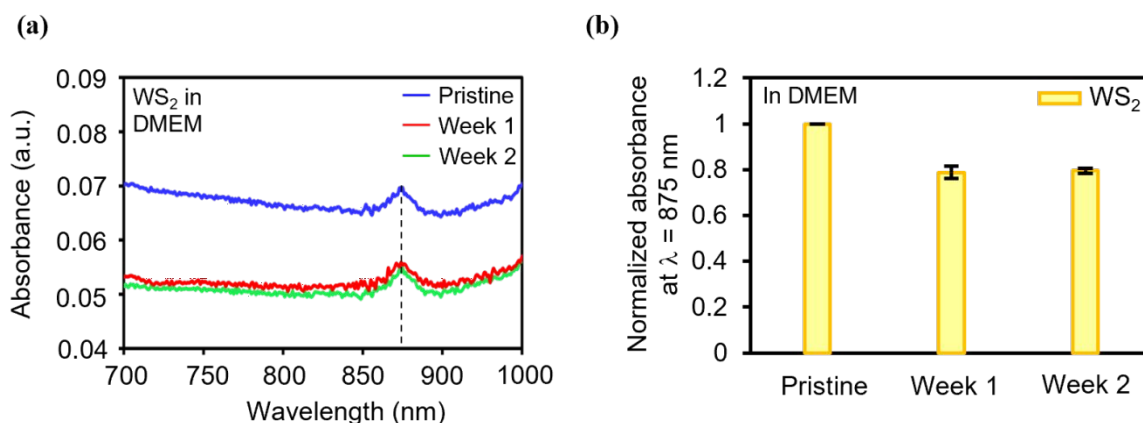 (a)
0.09
0.08
0.07
0.06
0.05
0.04
Absorbance (a.u.)
WS₂ in
DMEM
Pristine
Week 1
Week 2
700
750
800
850
900
1000
Wavelength (nm)
(b)
Normalized absorbance
at λ = 875 nm
1.2
1
0.8
0.6
0.4
0.2
0
In DMEM
WS₂
Pristine
Week 1
Week 2